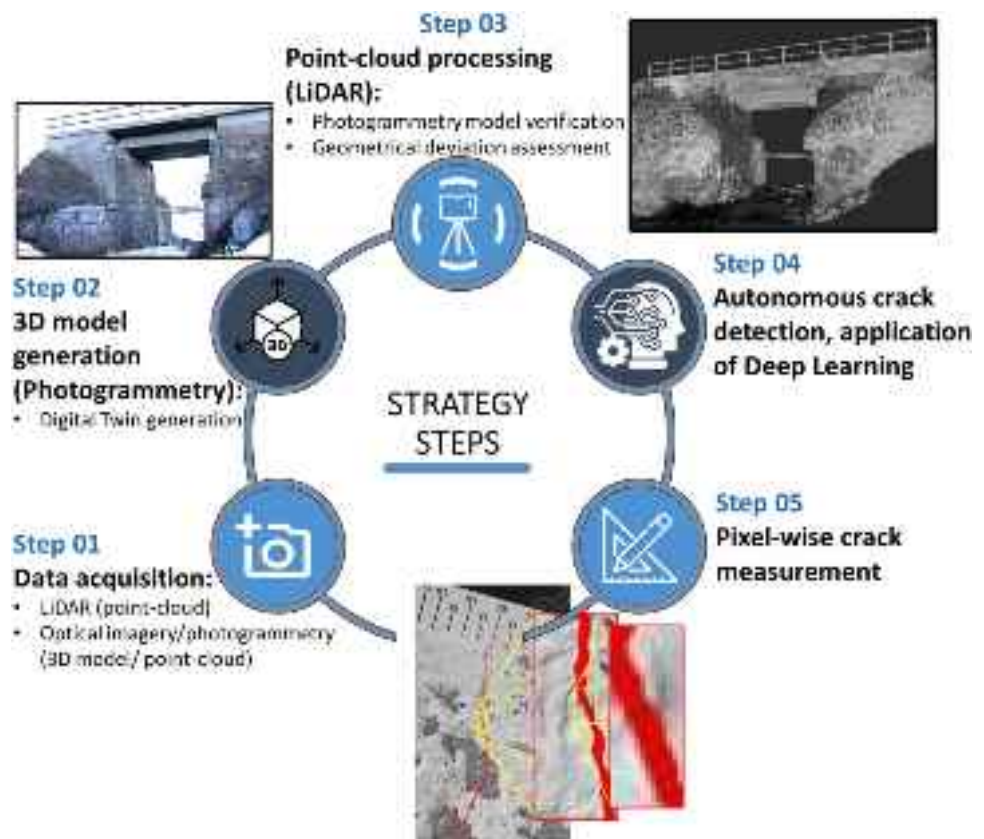 Step 03
Point-cloud processing
(LiDAR):
• Photogrammetry model verification
• Geometrical deviation assessment
Step 02
3D model
generation
(Photogrammetry):
• Digital Twin generation
3D
Step 04
Autonomous crack
detection, application
of Deep Learning
STRATEGY
STEPS
Step 01
Data acquisition:
• LiDAR (point-cloud)
• Optical imagery/photogrammetry
(3D model/ point-cloud)
Step 05
Pixel-wise crack
measurement